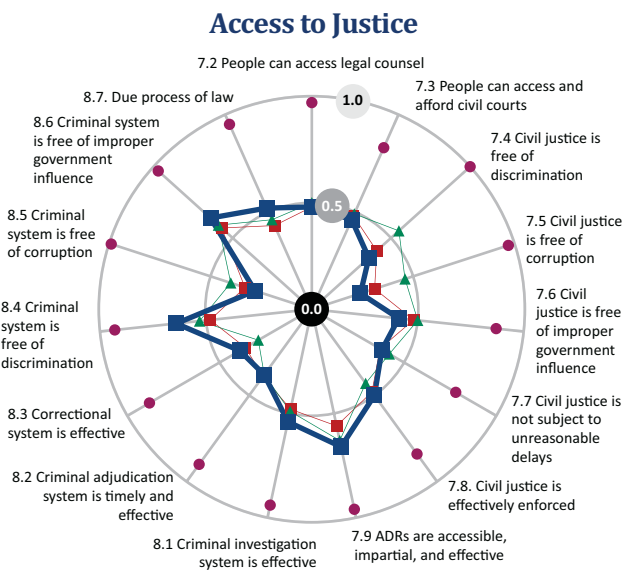 Access to Justice
7.2 People can access legal counsel
7.3 People can access and
afford civil courts
7.4 Civil justice is
free of
discrimination
7.5 Civil justice
is free of
corruption
7.6 Civil
justice is free
of improper
government
influence
7.7 Civil justice is
not subject to
unreasonable
delays
7.8. Civil justice is
effectively enforced
7.9 ADRs are accessible,
impartial, and effective
8.1 Criminal investigation
system is effective
8.2 Criminal adjudication
system is timely and
effective
8.3 Correctional
system is effective
8.4 Criminal
system is
free of
discrimination
8.5 Criminal
system is free
of corruption
8.6 Criminal system
is free of improper
government
influence
8.7. Due process of law
1.0
0.5
0.0